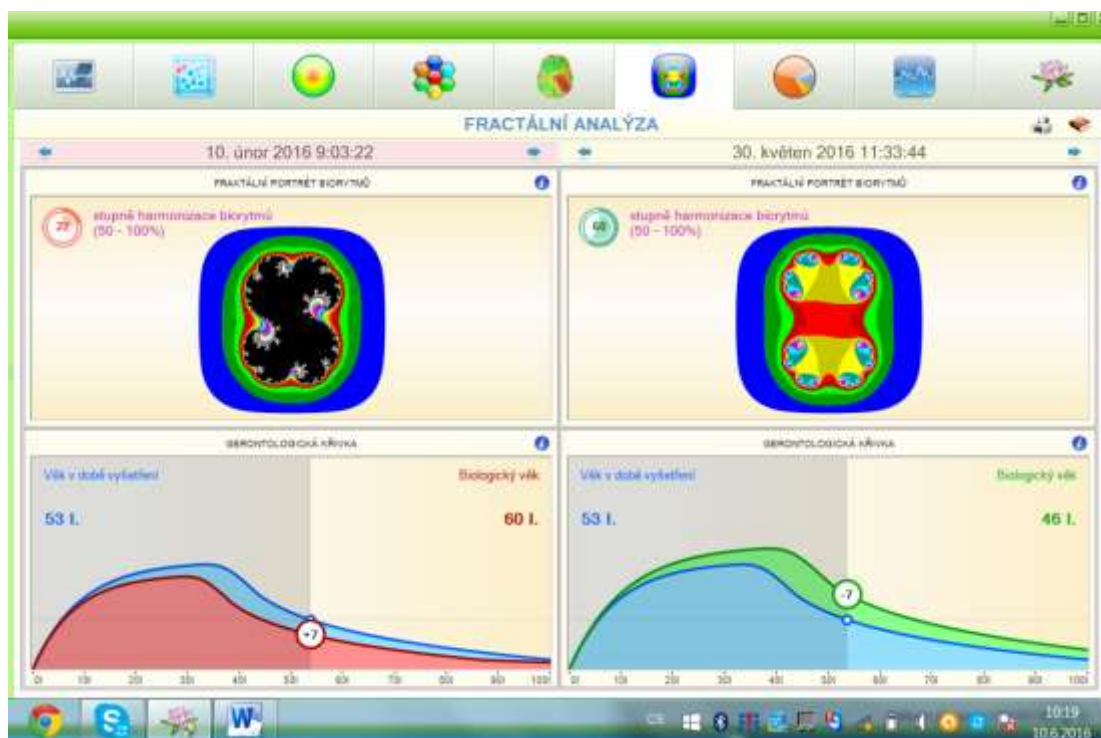 FRACTÁLNÍ ANALÝZA
10. únor 2016 9:03:22
30. květen 2016 11:33:44
FRAKTÁLNÍ PORTRÉT BIORYTMŮ
FRAKTÁLNÍ PORTRÉT BIORYTMŮ
stupně harmonizace biorytmů
(50 - 100%)
stupně harmonizace biorytmů
(50 - 100%)
GERONTOLOGICKÁ KŘIVKA
GERONTOLOGICKÁ KŘIVKA
Věk v době vyšetření
Biologický věk
Věk v době vyšetření
Biologický věk
53 l.
60 l.
53 l.
46 l.
+7
-7
CS
10:19
10.6.2016